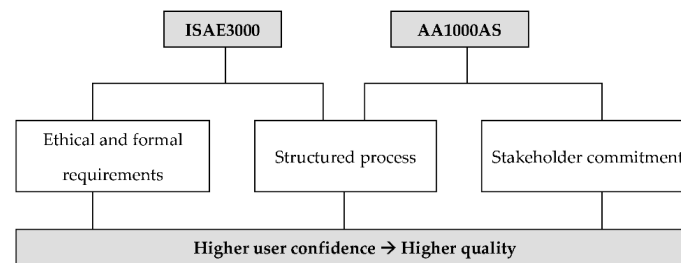 ISAE3000
AA1000AS
Ethical and formal
requirements
Structured process
Stakeholder commitment
Higher user confidence → Higher quality